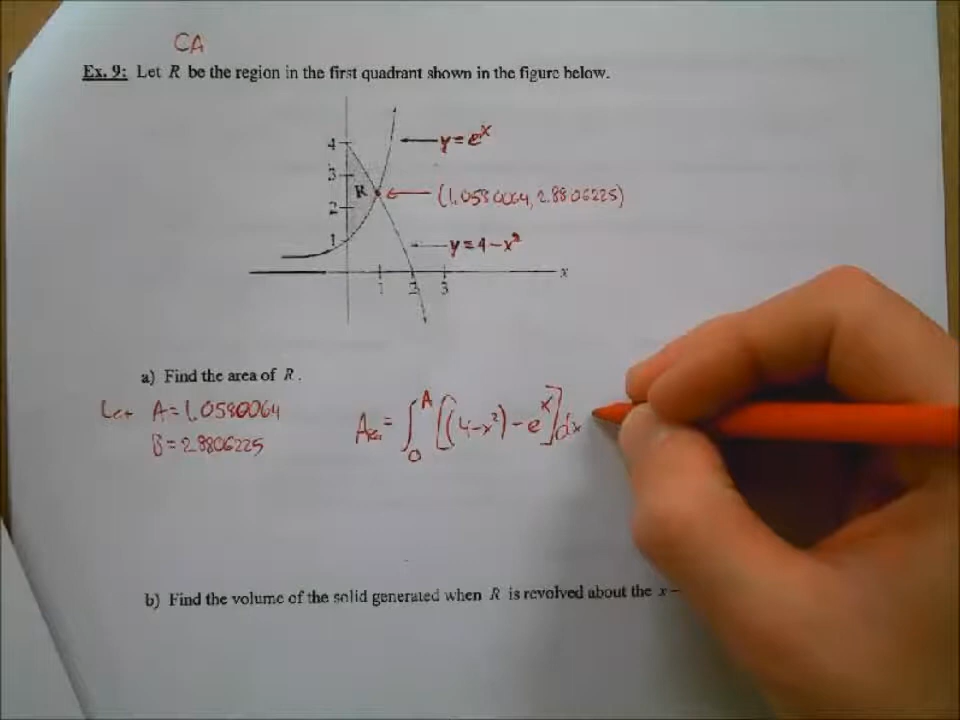 CA
Ex. 9: Let R be the region in the first quadrant shown in the figure below.
4
y=e^x
3
R
(1.0580064, 2.8806225)
2
1
y=4-x²
x
1 2 3
a) Find the area of R.
Let A=1.0580064
B=2.8806225
Area= ∫₀^A [(4-x²)-e^x]dx
b) Find the volume of the solid generated when R is revolved about the x-